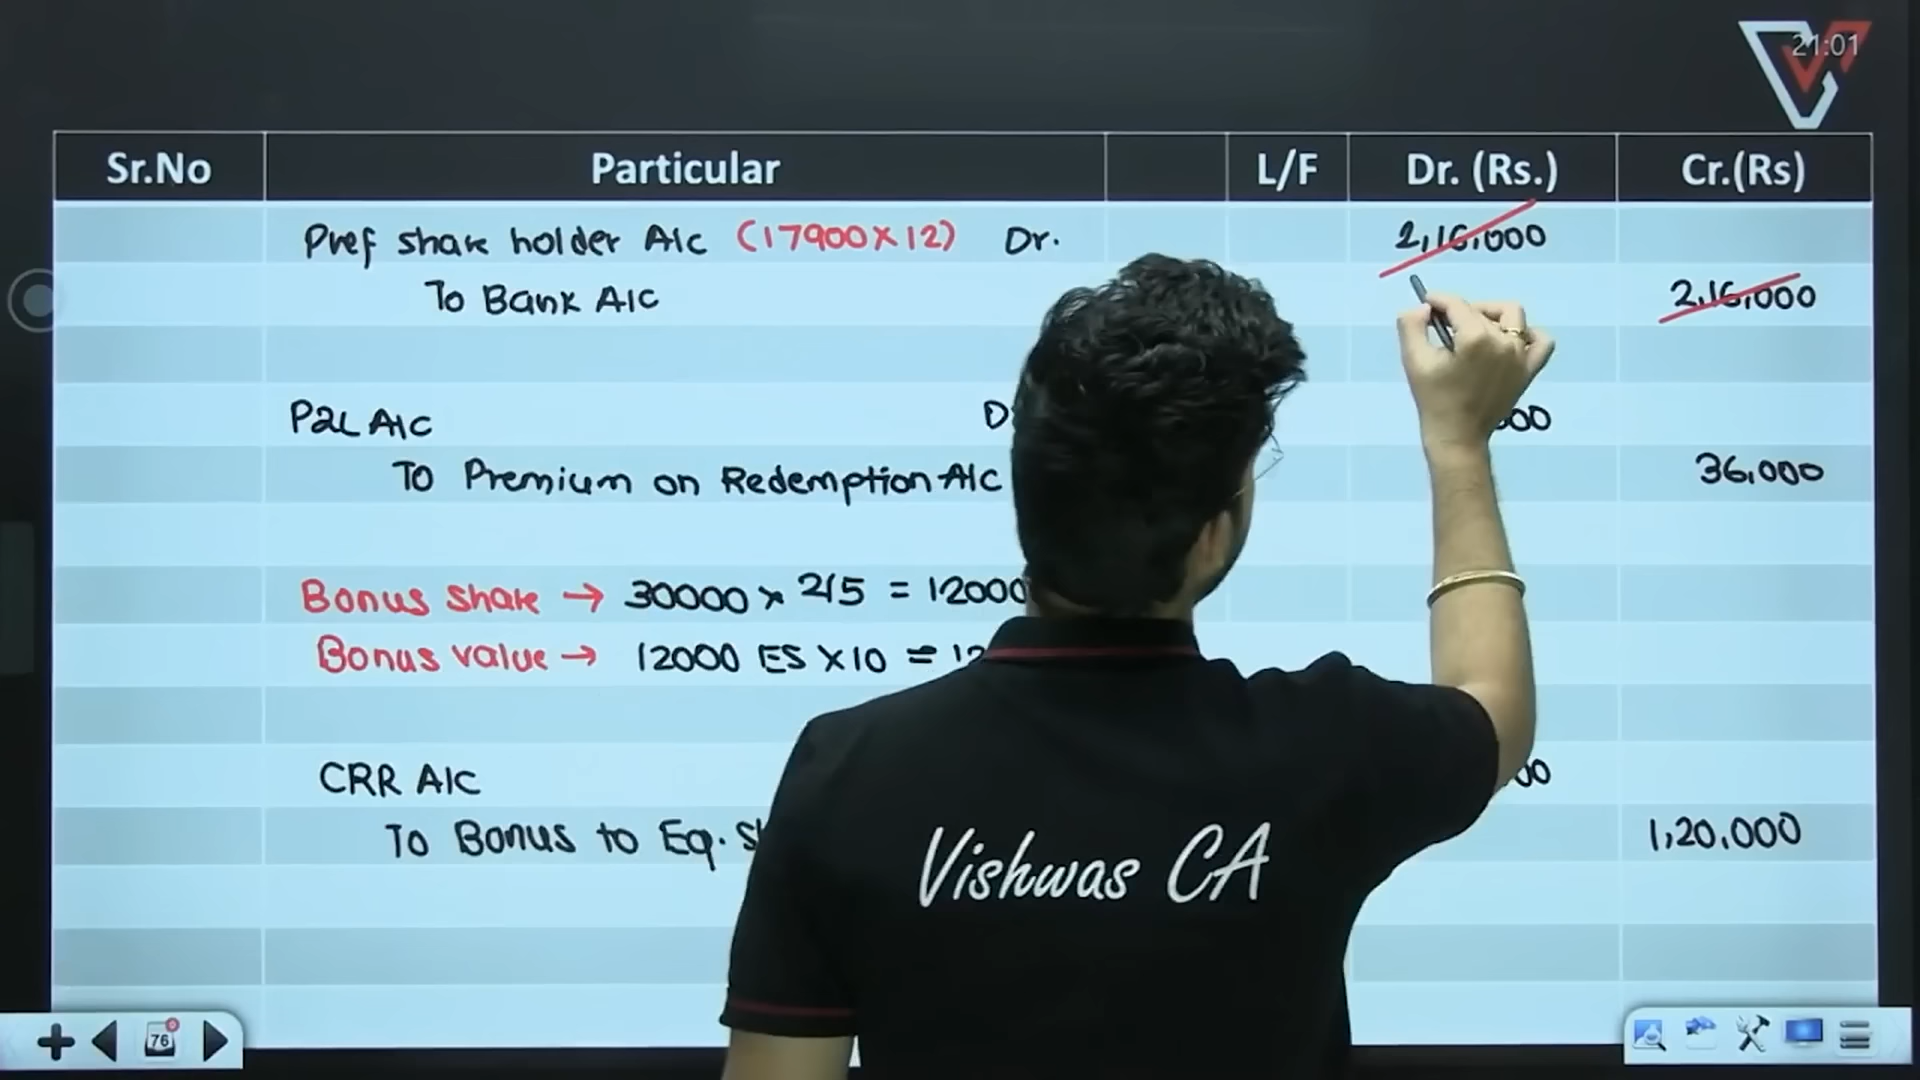 21:01
Sr.No Particular L/F Dr. (Rs.) Cr.(Rs)
Pref share holder A/c (17900×12) Dr. 2,16,000
To Bank A/c 2,16,000
P2L A/c
To Premium on Redemption A/c 36,000
Bonus share → 30000 × 2/5 = 12000
Bonus value → 12000 ES ×10 =
CRR A/c
To Bonus to Eq. 1,20,000
Vishwas CA
76